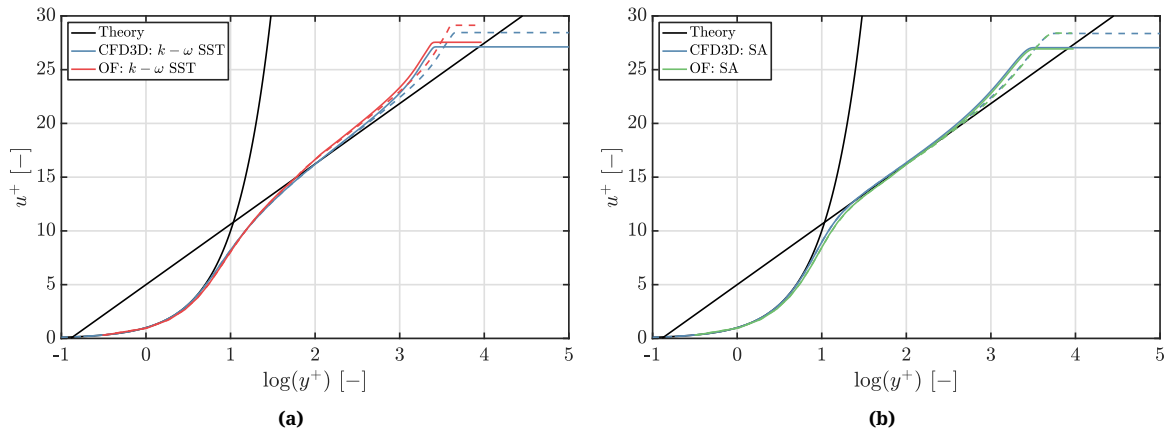 30
25
20
15
10
5
0
u⁺ [−]
Theory
CFD3D: k − ω SST
OF: k − ω SST
-1 0 1 2 3 4 5
log(y⁺) [−]
(a)
30
25
20
15
10
5
0
u⁺ [−]
Theory
CFD3D: SA
OF: SA
-1 0 1 2 3 4 5
log(y⁺) [−]
(b)